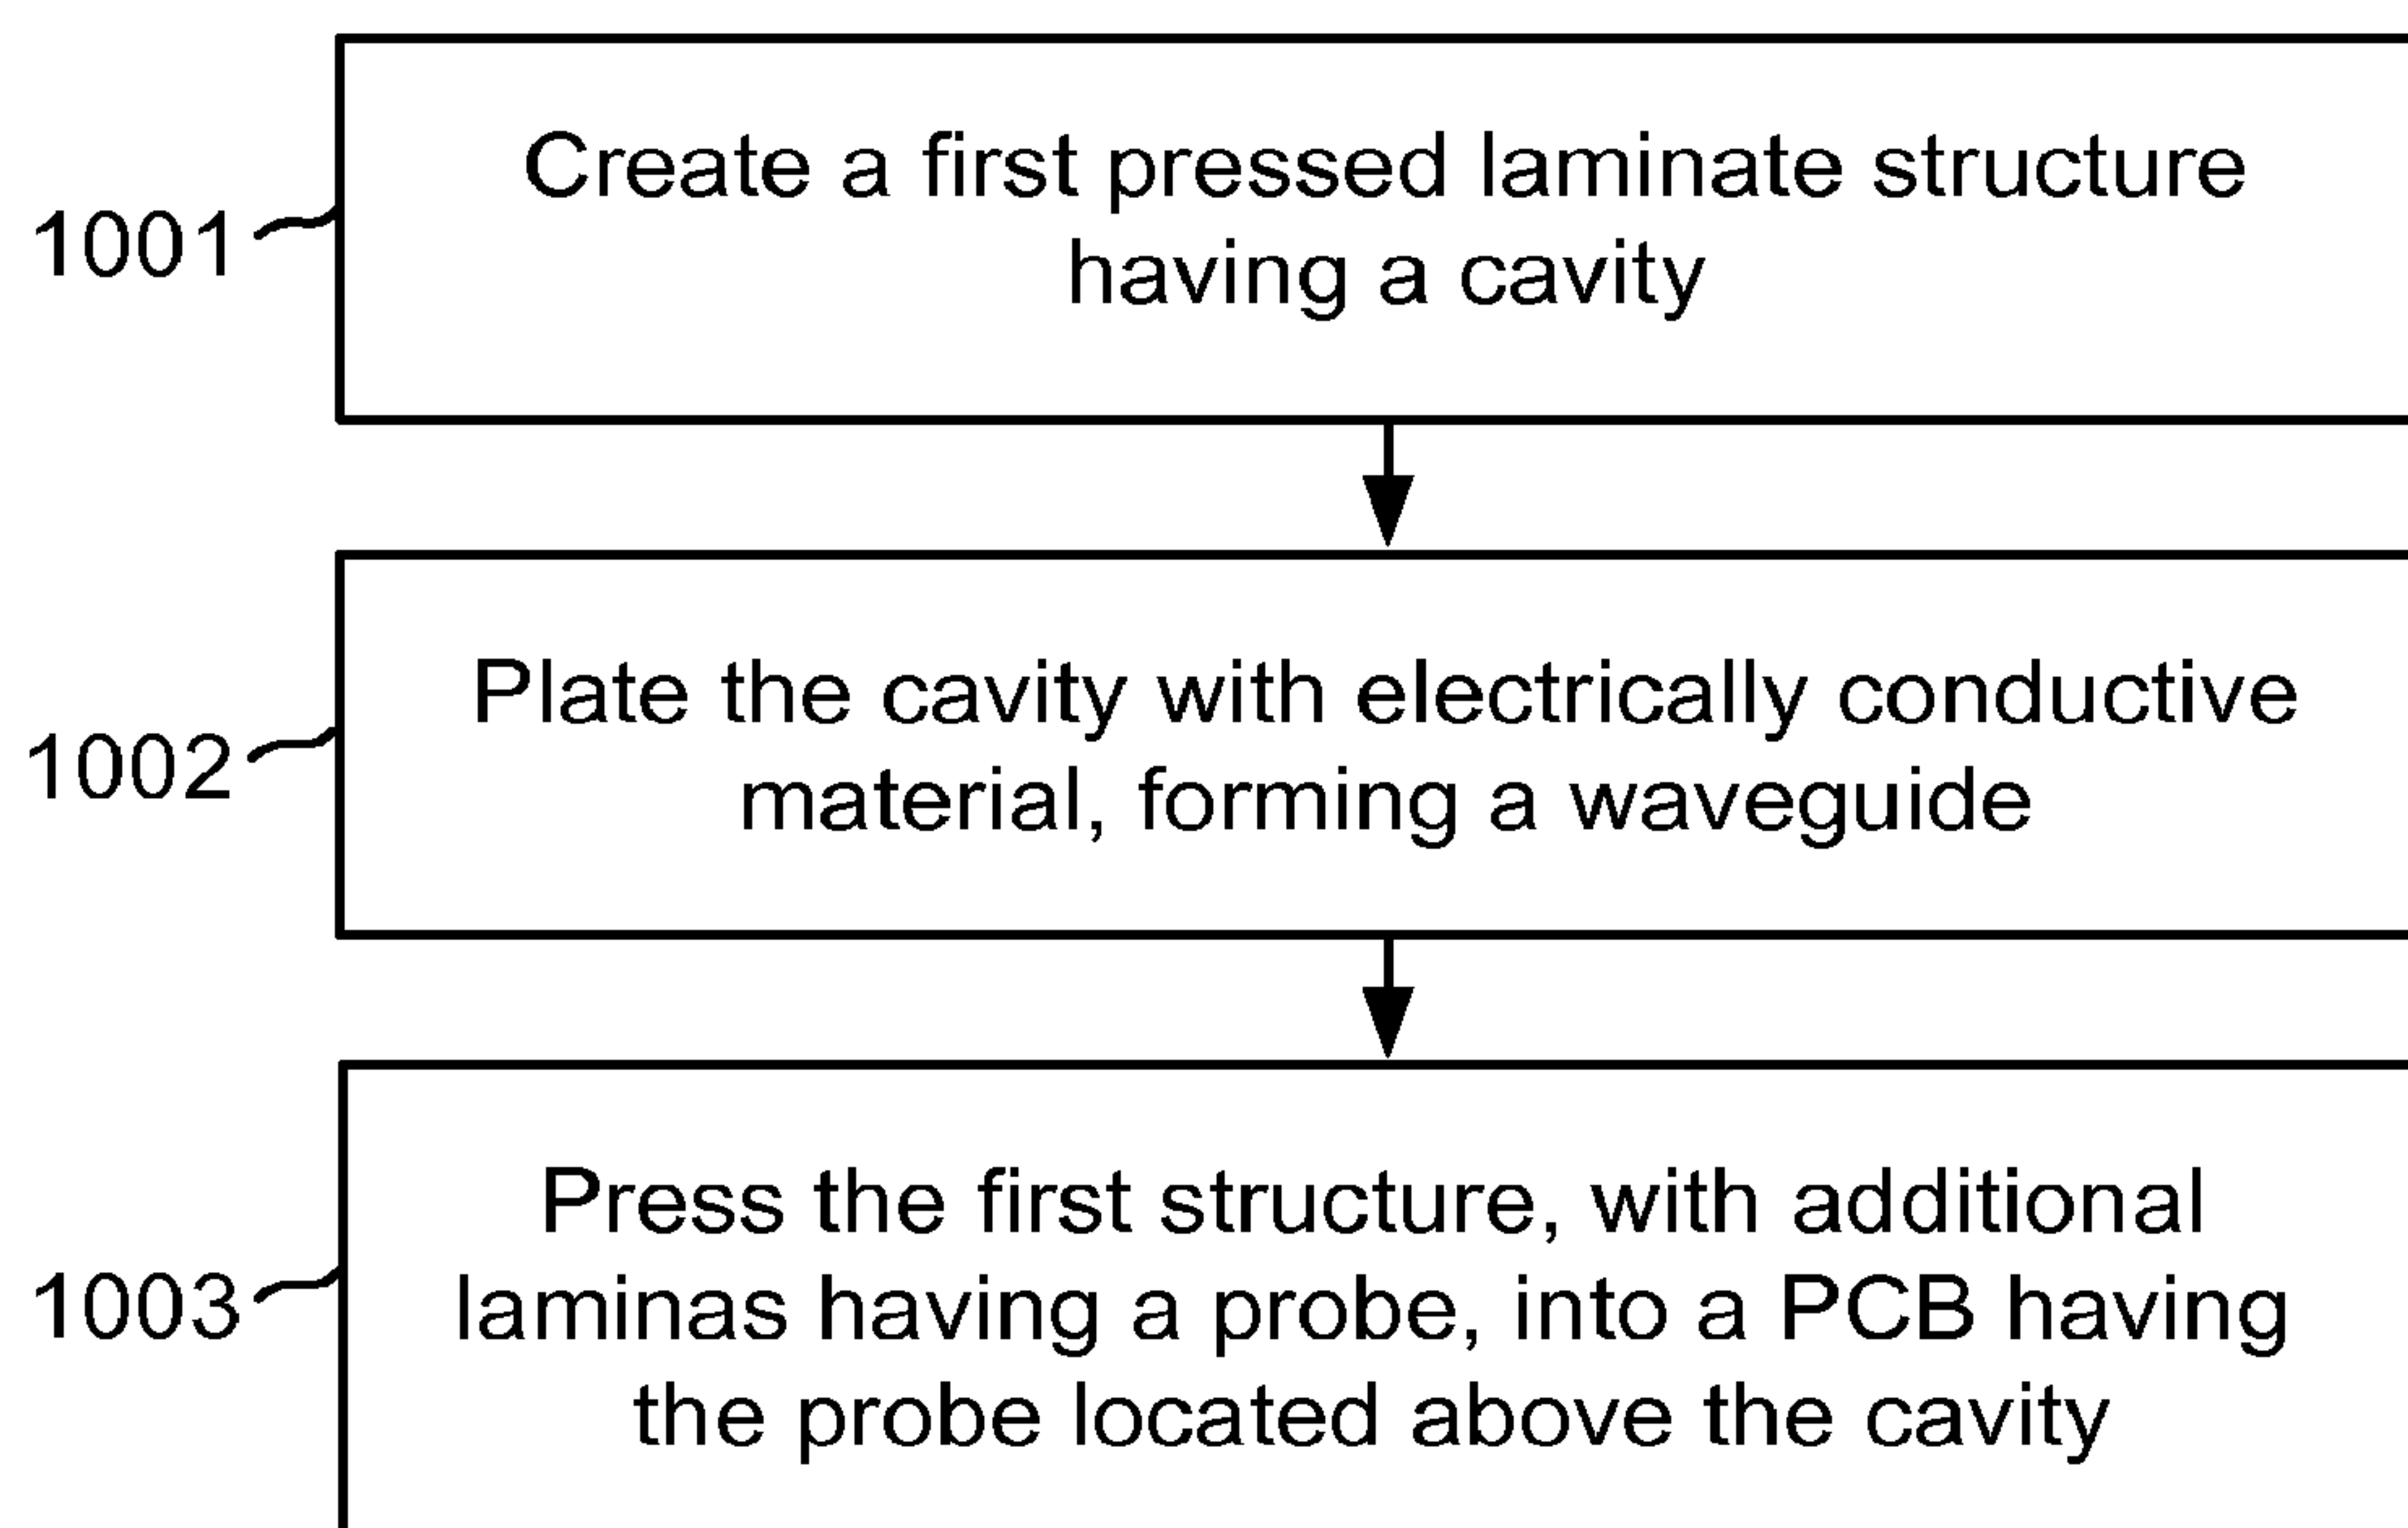 Create a first pressed laminate structure
having a cavity
1001
Plate the cavity with electrically conductive
material, forming a waveguide
1002
Press the first structure, with additional
laminas having a probe, into a PCB having
the probe located above the cavity
1003